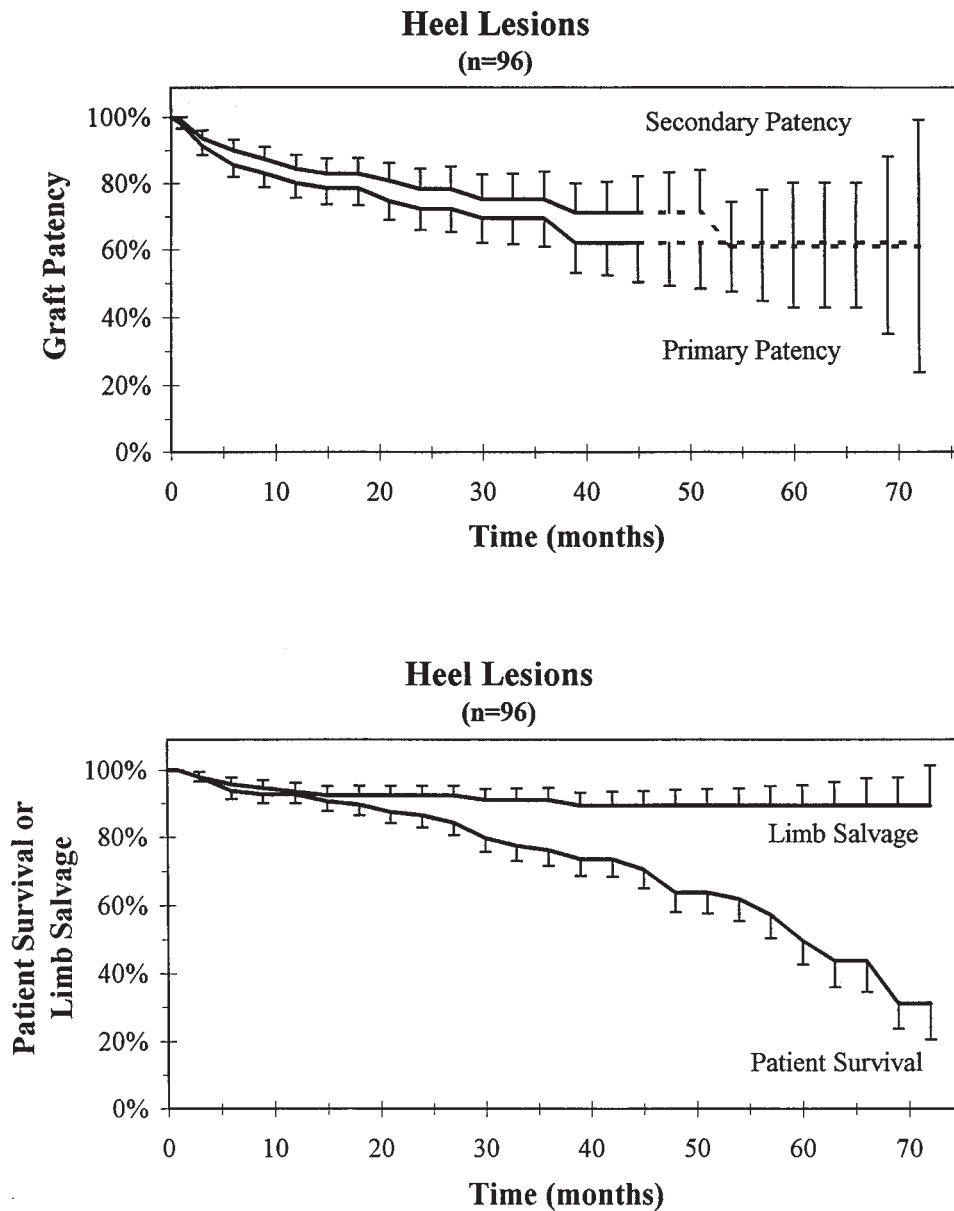 Heel Lesions
(n=96)
100%
80%
60%
40%
20%
0%
Graft Patency
Secondary Patency
Primary Patency
0 10 20 30 40 50 60 70
Time (months)
Heel Lesions
(n=96)
100%
80%
60%
40%
20%
0%
Patient Survival or
Limb Salvage
Limb Salvage
Patient Survival
0 10 20 30 40 50 60 70
Time (months)